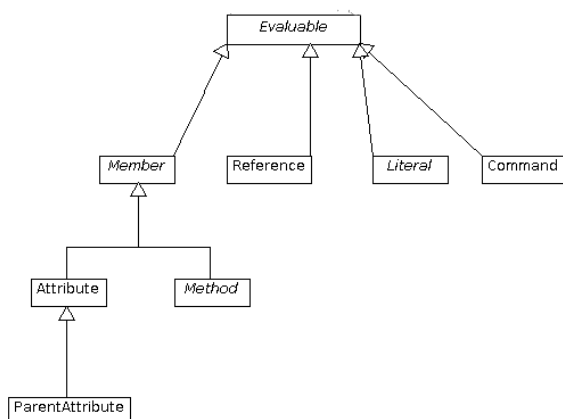 Evaluable
Member
Reference
Literal
Command
Attribute
Method
ParentAttribute